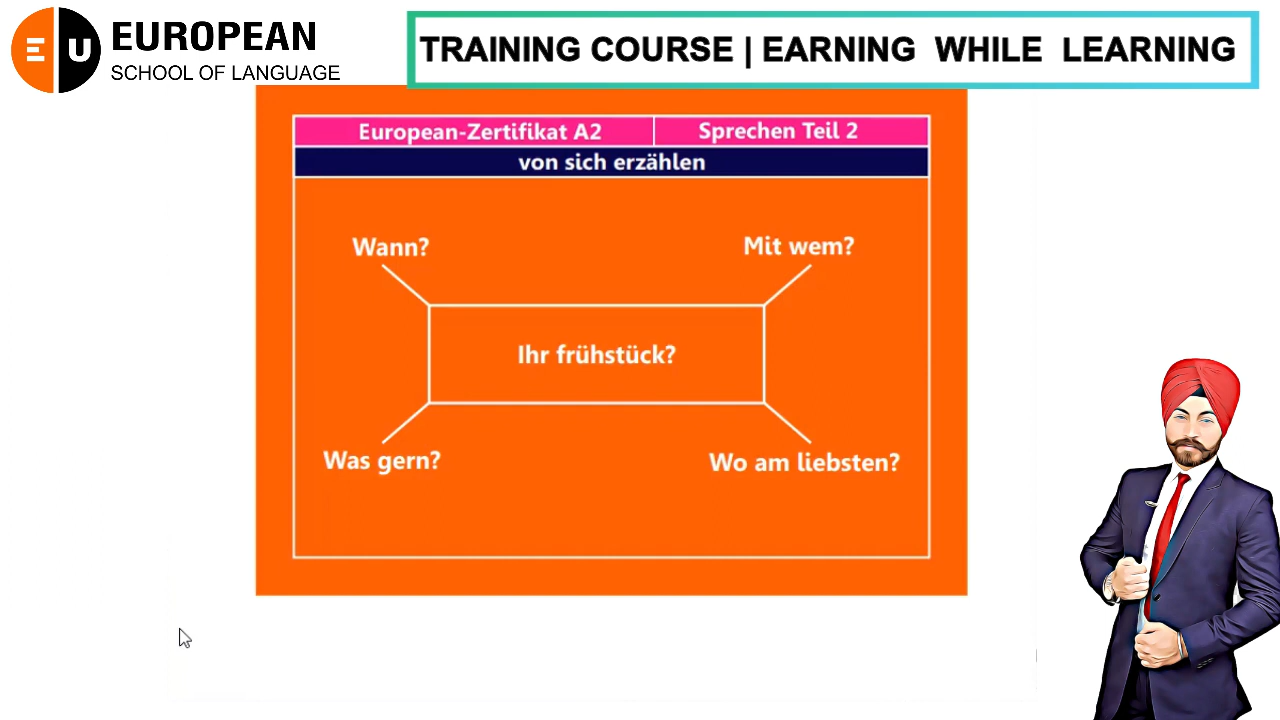 E U
EUROPEAN
SCHOOL OF LANGUAGE
TRAINING COURSE | EARNING WHILE LEARNING
European-Zertifikat A2
Sprechen Teil 2
von sich erzählen
Wann?
Mit wem?
Ihr frühstück?
Was gern?
Wo am liebsten?